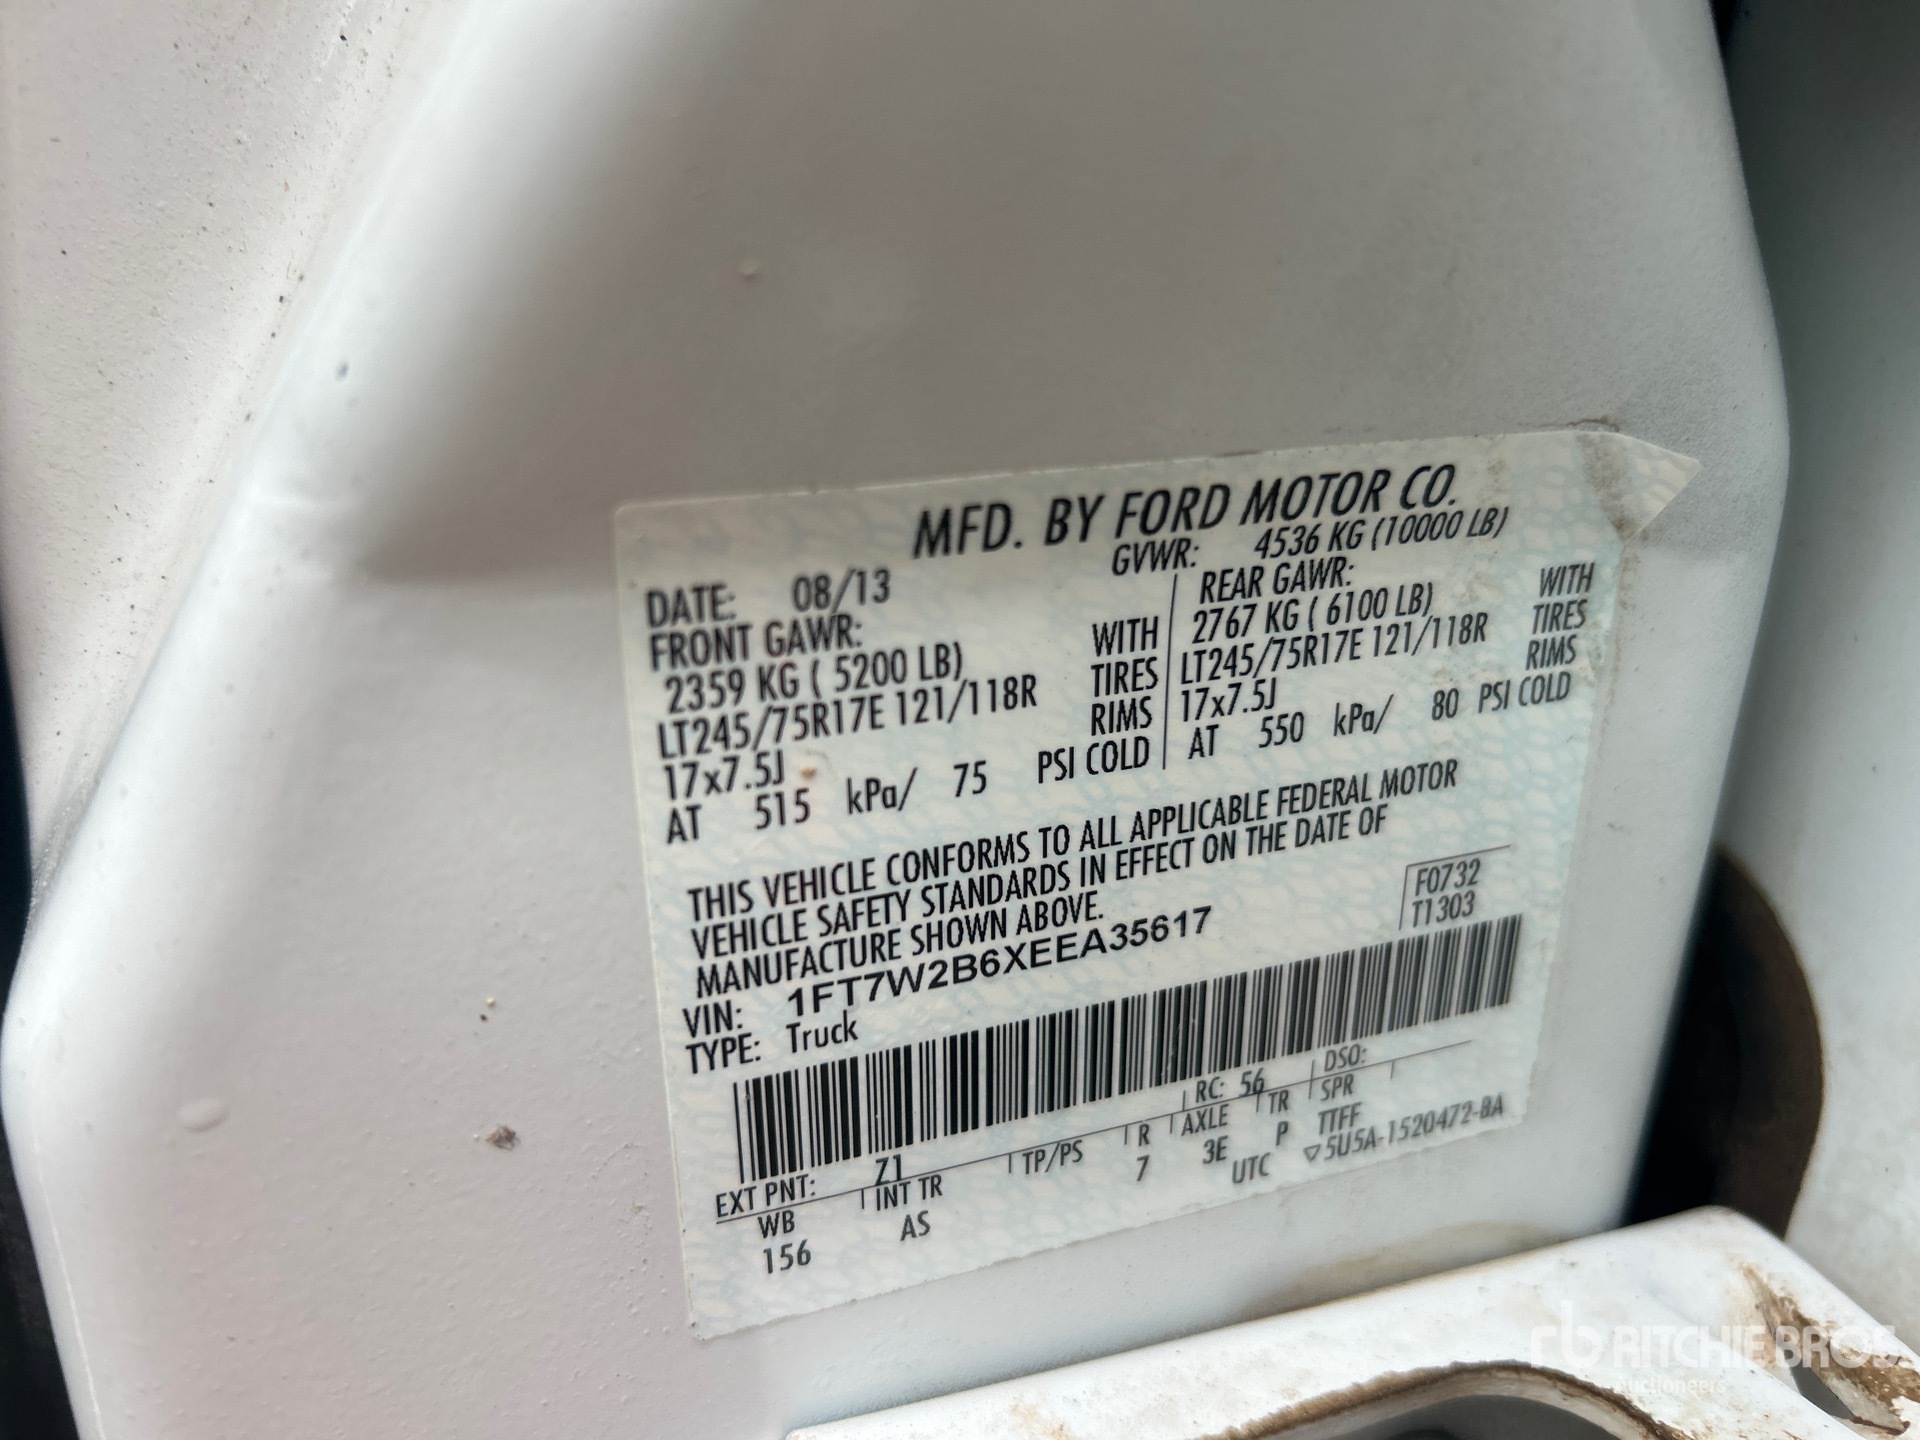 MFD. BY FORD MOTOR CO.
DATE: 08/13 GVWR: 4536 KG (10000 LB)
FRONT GAWR: REAR GAWR:
2359 KG ( 5200 LB) WITH 2767 KG ( 6100 LB) WITH
LT245/75R17E 121/118R TIRES LT245/75R17E 121/118R TIRES
17x7.5J RIMS 17x7.5J RIMS
AT 515 kPa/ 75 PSI COLD AT 550 kPa/ 80 PSI COLD
THIS VEHICLE CONFORMS TO ALL APPLICABLE FEDERAL MOTOR
VEHICLE SAFETY STANDARDS IN EFFECT ON THE DATE OF
MANUFACTURE SHOWN ABOVE.
F0732
T1303
VIN: 1FT7W2B6XEEA35617
TYPE: Truck
EXT PNT: Z1 RC: 56 DSO:
WB INT TR TP/PS R AXLE TR SPR
156 AS 7 3E P TTFF
UTC ▽5U5A-1520472-BA
rb RITCHIE BROS.
Auctioneers